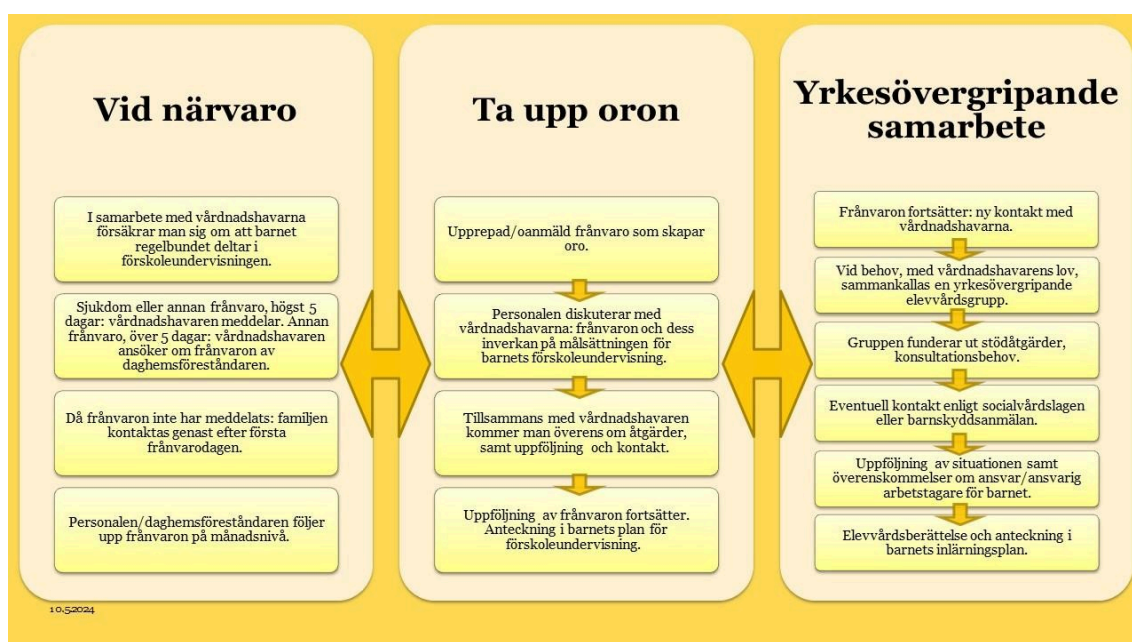 Vid närvaro
I samarbete med vårdnadshavarna
försäkrar man sig om att barnet
regelbundet deltar i
förskoleundervisningen.
Sjukdom eller annan frånvaro, högst 5
dagar: vårdnadshavaren meddelar. Annan
frånvaro, över 5 dagar: vårdnadshavaren
ansöker om frånvaron av
daghemsföreståndaren.
Då frånvaron inte har meddelats: familjen
kontaktas genast efter första
frånvarodagen.
Personalen/daghemsföreståndaren följer
upp frånvaron på månadsnivå.
Ta upp oron
Upprepad/oanmäld frånvaro som skapar
oro.
Personalen diskuterar med
vårdnadshavarna: frånvaron och dess
inverkan på målsättningen för
barnets förskoleundervisning.
Tillsammans med vårdnadshavaren
kommer man överens om åtgärder,
samt uppföljning och kontakt.
Uppföljning av frånvaron fortsätter.
Anteckning i barnets plan för
förskoleundervisning.
Yrkesövergripande
samarbete
Frånvaron fortsätter: ny kontakt med
vårdnadshavarna.
Vid behov, med vårdnadshavarens lov,
sammankallas en yrkesövergripande
elevvårdsgrupp.
Gruppen funderar ut stödåtgärder,
konsultationsbehov.
Eventuell kontakt enligt socialvårdslagen
eller barnskyddsanmälan.
Uppföljning av situationen samt
överenskommelser om ansvar/ansvarig
arbetstagare för barnet.
Elevvårdsberättelse och anteckning i
barnets inlärningsplan.
10.5.2024